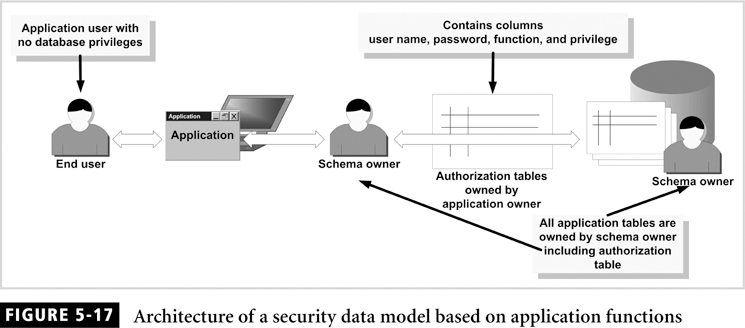 Application user with
no database privileges
Contains columns
user name, password, function, and privilege
Application
Application
End user
Schema owner
Authorization tables
owned by
application owner
Schema owner
All application tables are
owned by schema owner
including authorization
table
FIGURE 5-17 Architecture of a security data model based on application functions